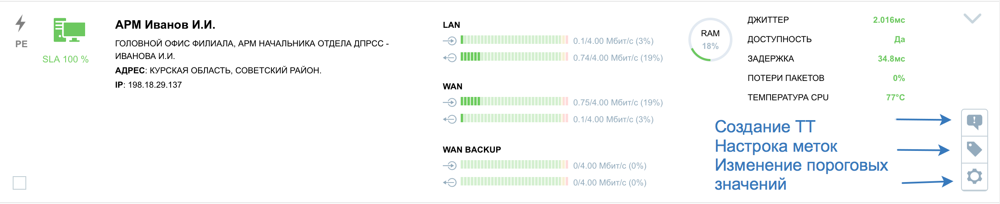 PE
SLA 100 %
АРМ Иванов И.И.
ГОЛОВНОЙ ОФИС ФИЛИАЛА, АРМ НАЧАЛЬНИКА ОТДЕЛА ДПРСС -
ИВАНОВА И.И.
АДРЕС: КУРСКАЯ ОБЛАСТЬ, СОВЕТСКИЙ РАЙОН.
IP: 198.18.29.137
LAN
0.1/4.00 Мбит/с (3%)
0.74/4.00 Мбит/с (19%)
WAN
0.75/4.00 Мбит/с (19%)
0.1/4.00 Мбит/с (3%)
WAN BACKUP
0/4.00 Мбит/с (0%)
0/4.00 Мбит/с (0%)
RAM
18%
ДЖИТТЕР 2.016мс
ДОСТУПНОСТЬ Да
ЗАДЕРЖКА 34.8мс
ПОТЕРИ ПАКЕТОВ 0%
ТЕМПЕРАТУРА CPU 77°C
Создание ТТ
Настрока меток
Изменение пороговых
значений